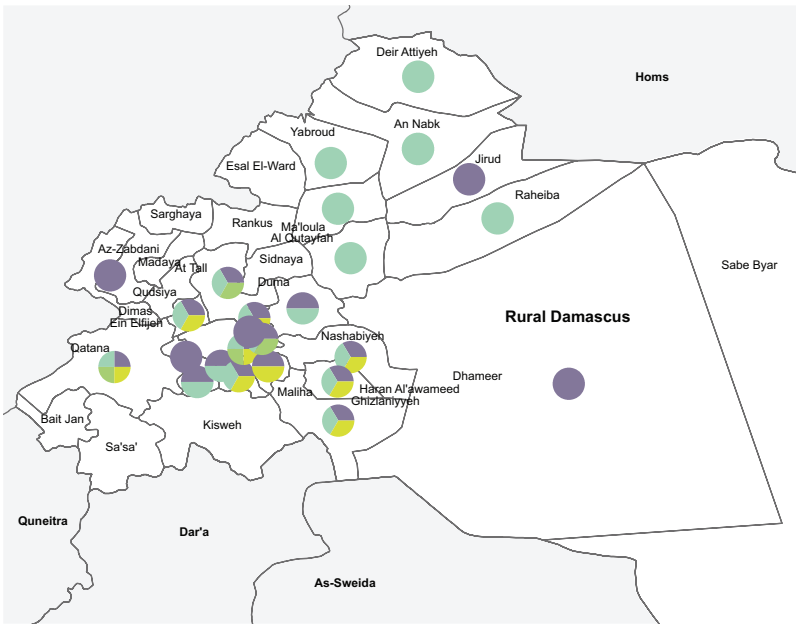 Deir Attiyeh
Homs
An Nabk
Yabroud
Jirud
Esal El-Ward
Raheiba
Sarghaya
Rankus
Ma'loula
Al Qutayfah
Az-Zabdani
Madaya
At Tall
Sidnaya
Sabe Byar
Duma
Qudsiya
Dimas
Ein Elfijeh
Rural Damascus
Nashabiyeh
Qatana
Dhameer
Maliha
Haran Al'awameed
Ghizlaniyyeh
Bait Jan
Kisweh
Sa'sa'
Quneitra
Dar'a
As-Sweida